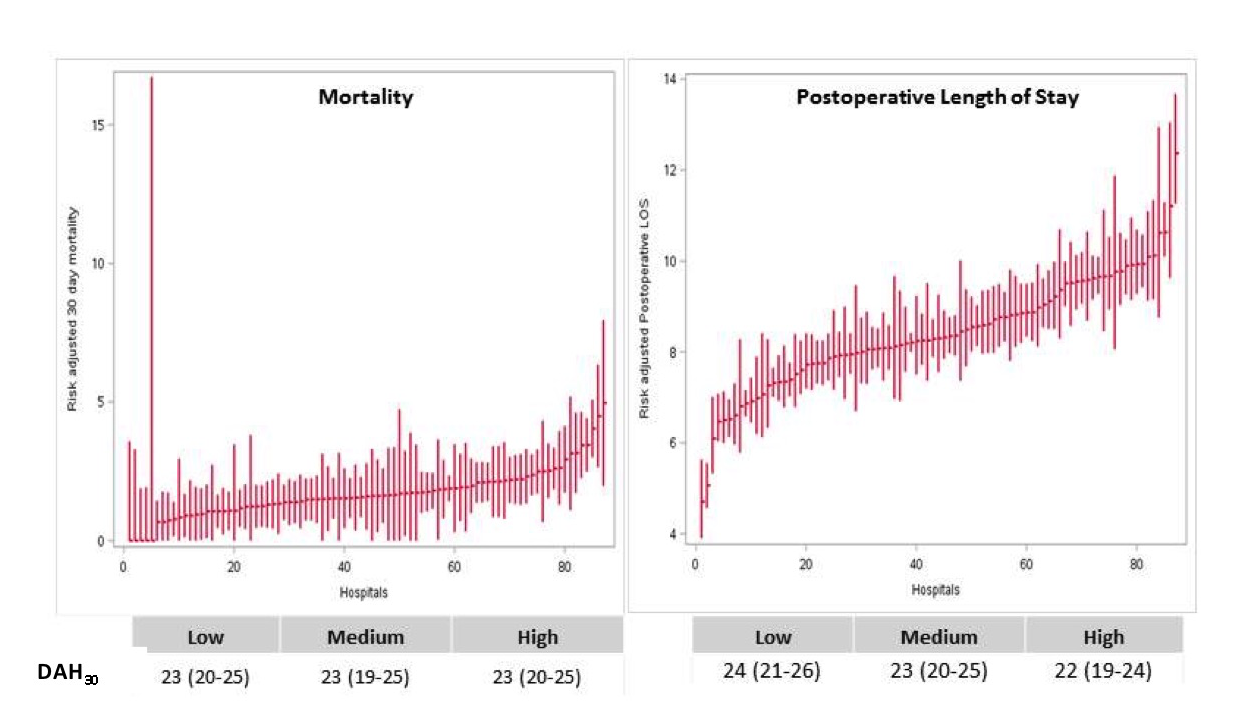 Mortality
Risk adjusted 30 day mortality
15
10
5
0
0 20 40 60 80
Hospitals
Postoperative Length of Stay
Risk adjusted Postoperative LOS
14
12
10
8
6
4
0 20 40 60 80
Hospitals
Low Medium High
DAH30 23 (20-25) 23 (19-25) 23 (20-25)
Low Medium High
24 (21-26) 23 (20-25) 22 (19-24)